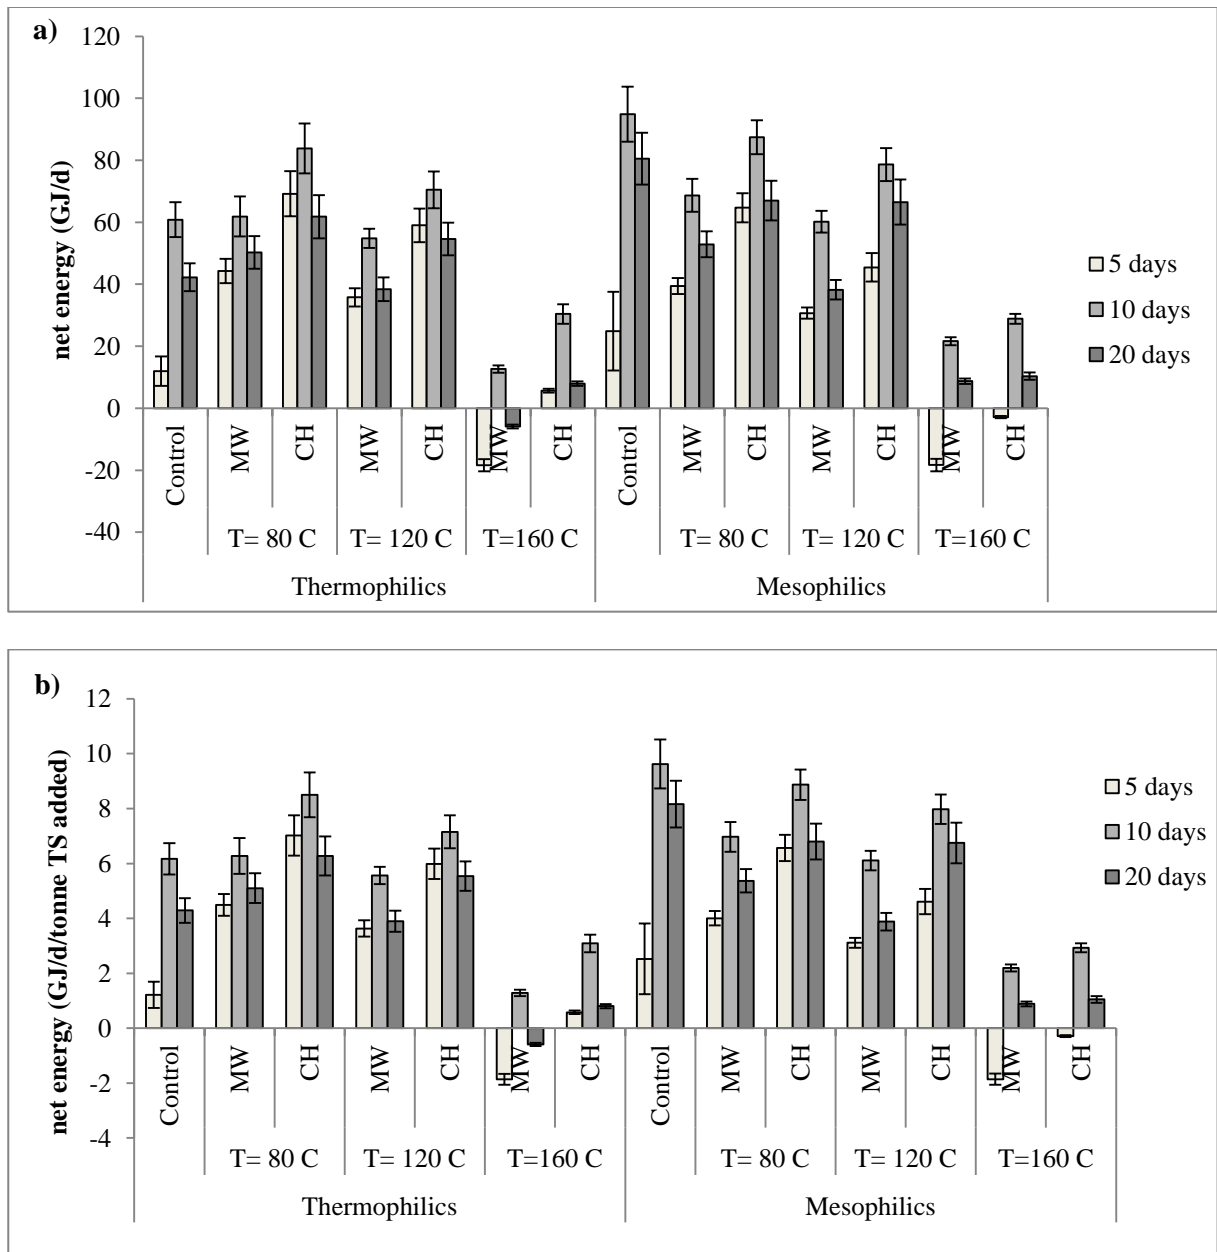 a)
net energy (GJ/d)
120
100
80
60
40
20
0
-20
-40
Control
MW
CH
MW
CH
MW
CH
Control
MW
CH
MW
CH
MW
CH
T= 80 C
T= 120 C
T=160 C
T= 80 C
T= 120 C
T=160 C
Thermophilics
Mesophilics
5 days
10 days
20 days
b)
net energy (GJ/d/tonne TS added)
12
10
8
6
4
2
0
-2
-4
Control
MW
CH
MW
CH
MW
CH
Control
MW
CH
MW
CH
MW
CH
T= 80 C
T= 120 C
T=160 C
T= 80 C
T= 120 C
T=160 C
Thermophilics
Mesophilics
5 days
10 days
20 days